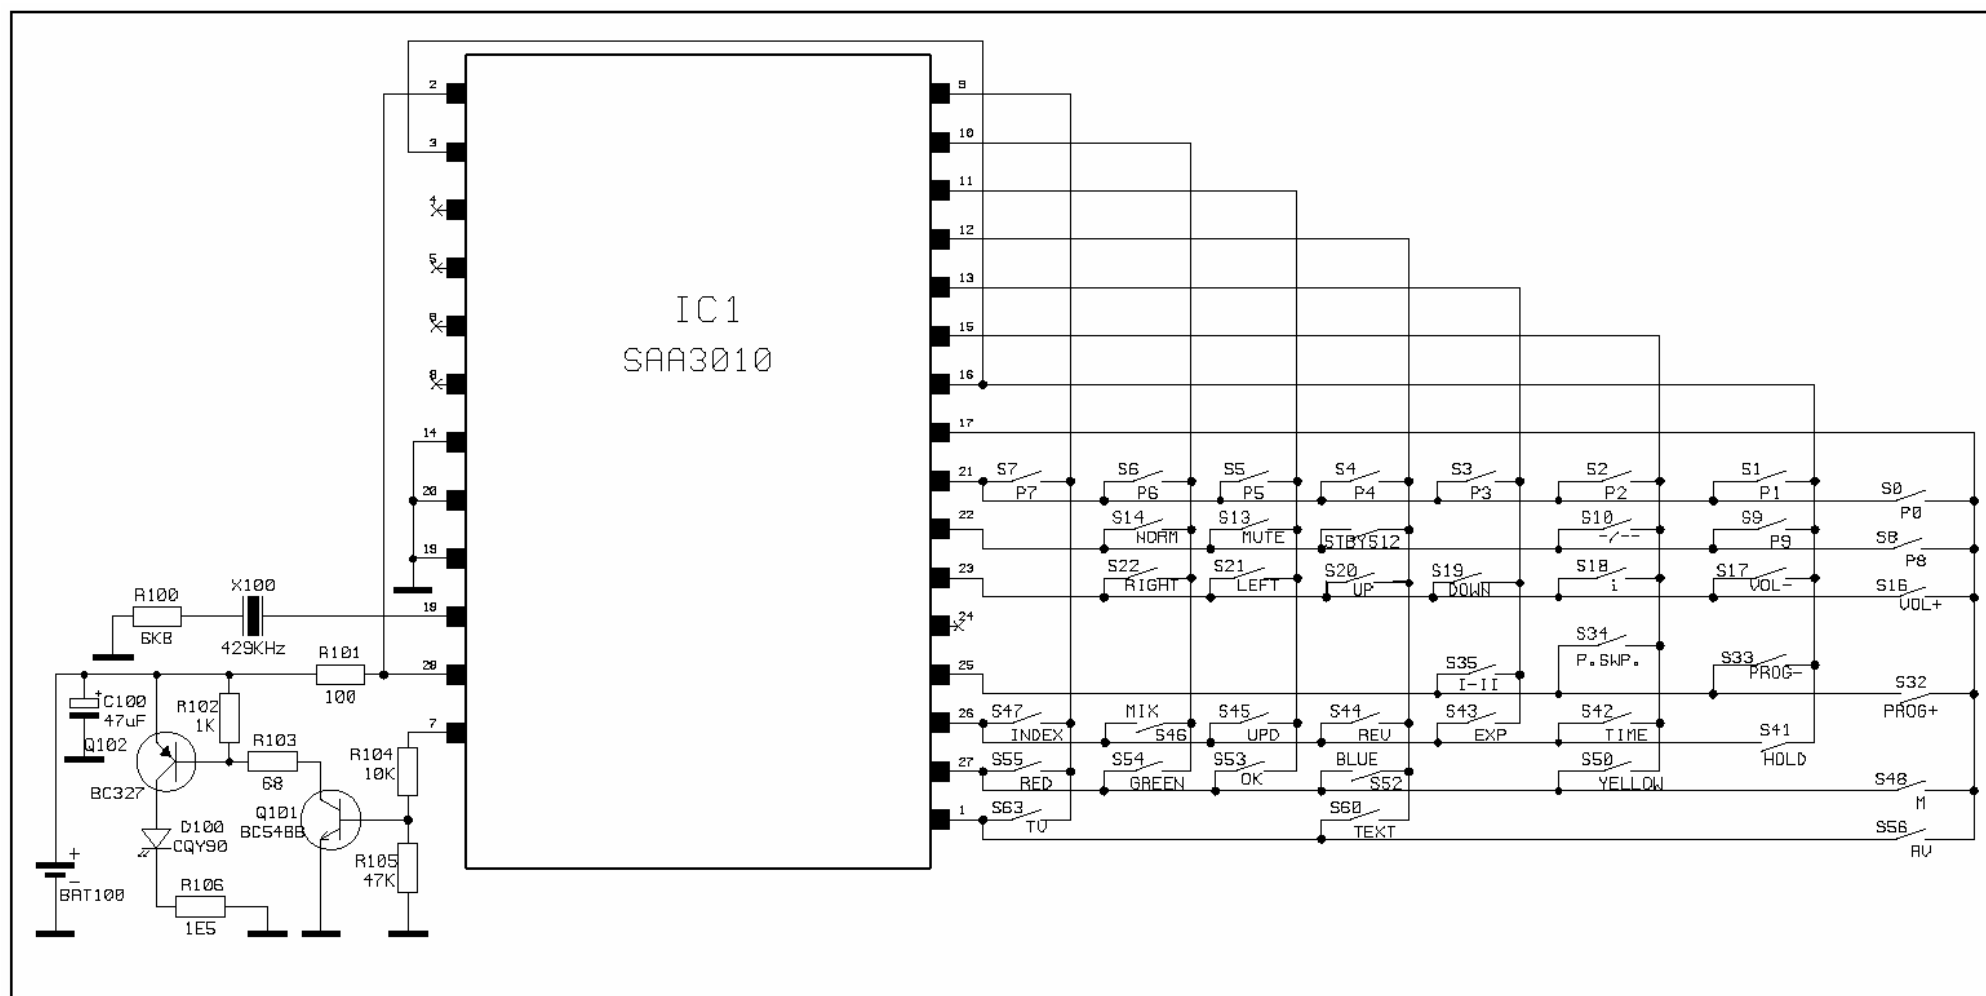 IC1
SAA3010
2
3
4
5
6
8
14
20
19
18
28
7
9
10
11
12
13
15
16
17
21
22
23
24
25
26
27
1
S7 S6 S5 S4 S3 S2 S1 S0
P7 P6 P5 P4 P3 P2 P1 P0
S14 S13 STBYS12 S10 S9 S8
NORM MUTE -/-- P9 P8
S22 S21 S20 S19 S18 S17 S16
RIGHT LEFT UP DOWN i VOL- VOL+
S35 S34 S33 S32
I-II P.SWP. PROG- PROG+
S47 MIX S45 S44 S43 S42 S41
INDEX S46 UPD REV EXP TIME HOLD
S55 S54 S53 BLUE S50 S48
RED GREEN OK S52 YELLOW M
S63 S60 S56
TV TEXT AV
R100
6K8
X100
429KHz
R101
100
C100
47uF
R102
1K
Q102
BC327
R103
68
R104
10K
Q101
BC548B
D100
CQY90
R105
47K
R106
1E5
+
-
BAT100
+